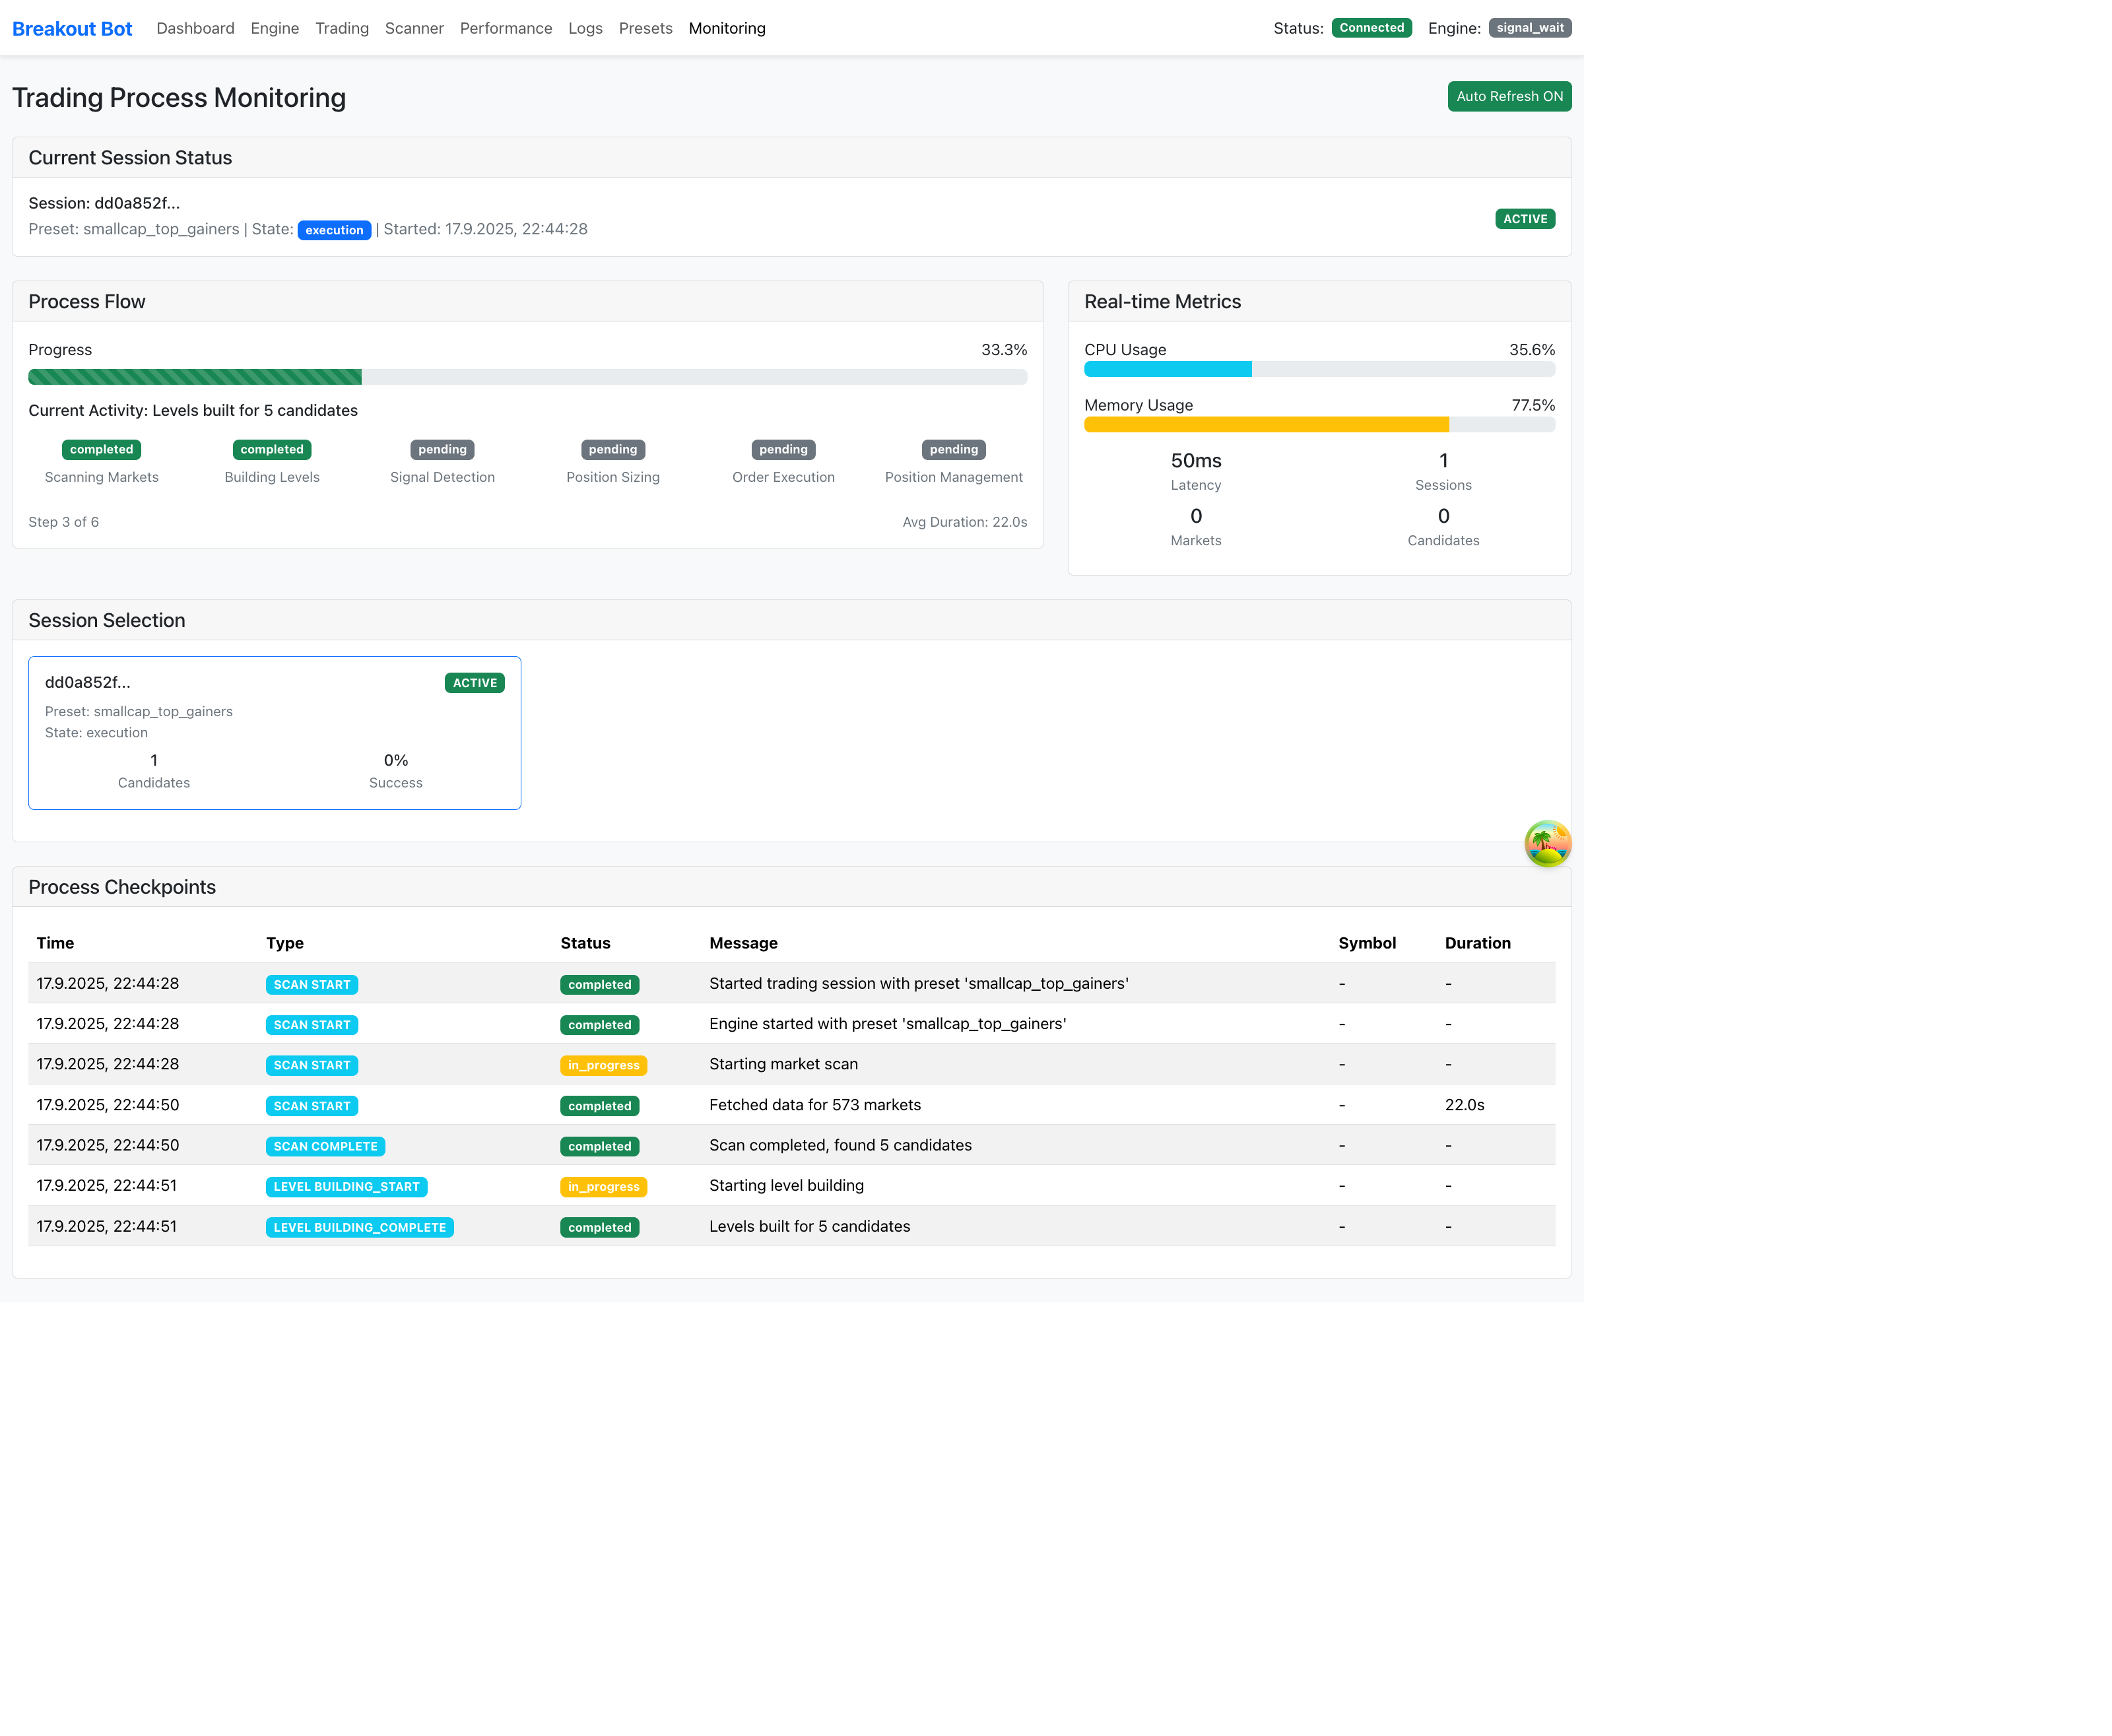 Breakout Bot Dashboard Engine Trading Scanner Performance Logs Presets Monitoring Status: Connected Engine: signal_wait
Trading Process Monitoring Auto Refresh ON
Current Session Status
Session: dd0a852f...
Preset: smallcap_top_gainers | State: execution | Started: 17.9.2025, 22:44:28
ACTIVE
Process Flow
Progress 33.3%
Current Activity: Levels built for 5 candidates
completed completed pending pending pending pending
Scanning Markets Building Levels Signal Detection Position Sizing Order Execution Position Management
Step 3 of 6 Avg Duration: 22.0s
Real-time Metrics
CPU Usage 35.6%
Memory Usage 77.5%
50ms 1
Latency Sessions
0 0
Markets Candidates
Session Selection
dd0a852f... ACTIVE
Preset: smallcap_top_gainers
State: execution
1 0%
Candidates Success
Process Checkpoints
Time Type Status Message Symbol Duration
17.9.2025, 22:44:28 SCAN START completed Started trading session with preset 'smallcap_top_gainers' - -
17.9.2025, 22:44:28 SCAN START completed Engine started with preset 'smallcap_top_gainers' - -
17.9.2025, 22:44:28 SCAN START in_progress Starting market scan - -
17.9.2025, 22:44:50 SCAN START completed Fetched data for 573 markets - 22.0s
17.9.2025, 22:44:50 SCAN COMPLETE completed Scan completed, found 5 candidates - -
17.9.2025, 22:44:51 LEVEL BUILDING_START in_progress Starting level building - -
17.9.2025, 22:44:51 LEVEL BUILDING_COMPLETE completed Levels built for 5 candidates - -